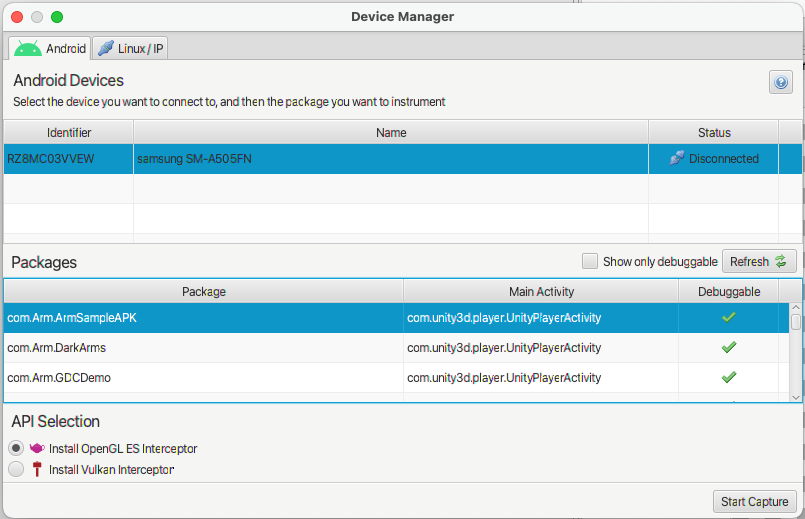 Device Manager
Android Linux / IP
Android Devices
Select the device you want to connect to, and then the package you want to instrument
Identifier Name Status
RZ8MC03VVEW samsung SM-A505FN Disconnected
Packages Show only debuggable Refresh
Package Main Activity Debuggable
com.Arm.ArmSampleAPK com.unity3d.player.UnityPlayerActivity
com.Arm.DarkArms com.unity3d.player.UnityPlayerActivity
com.Arm.GDCDemo com.unity3d.player.UnityPlayerActivity
API Selection
Install OpenGL ES Interceptor
Install Vulkan Interceptor
Start Capture